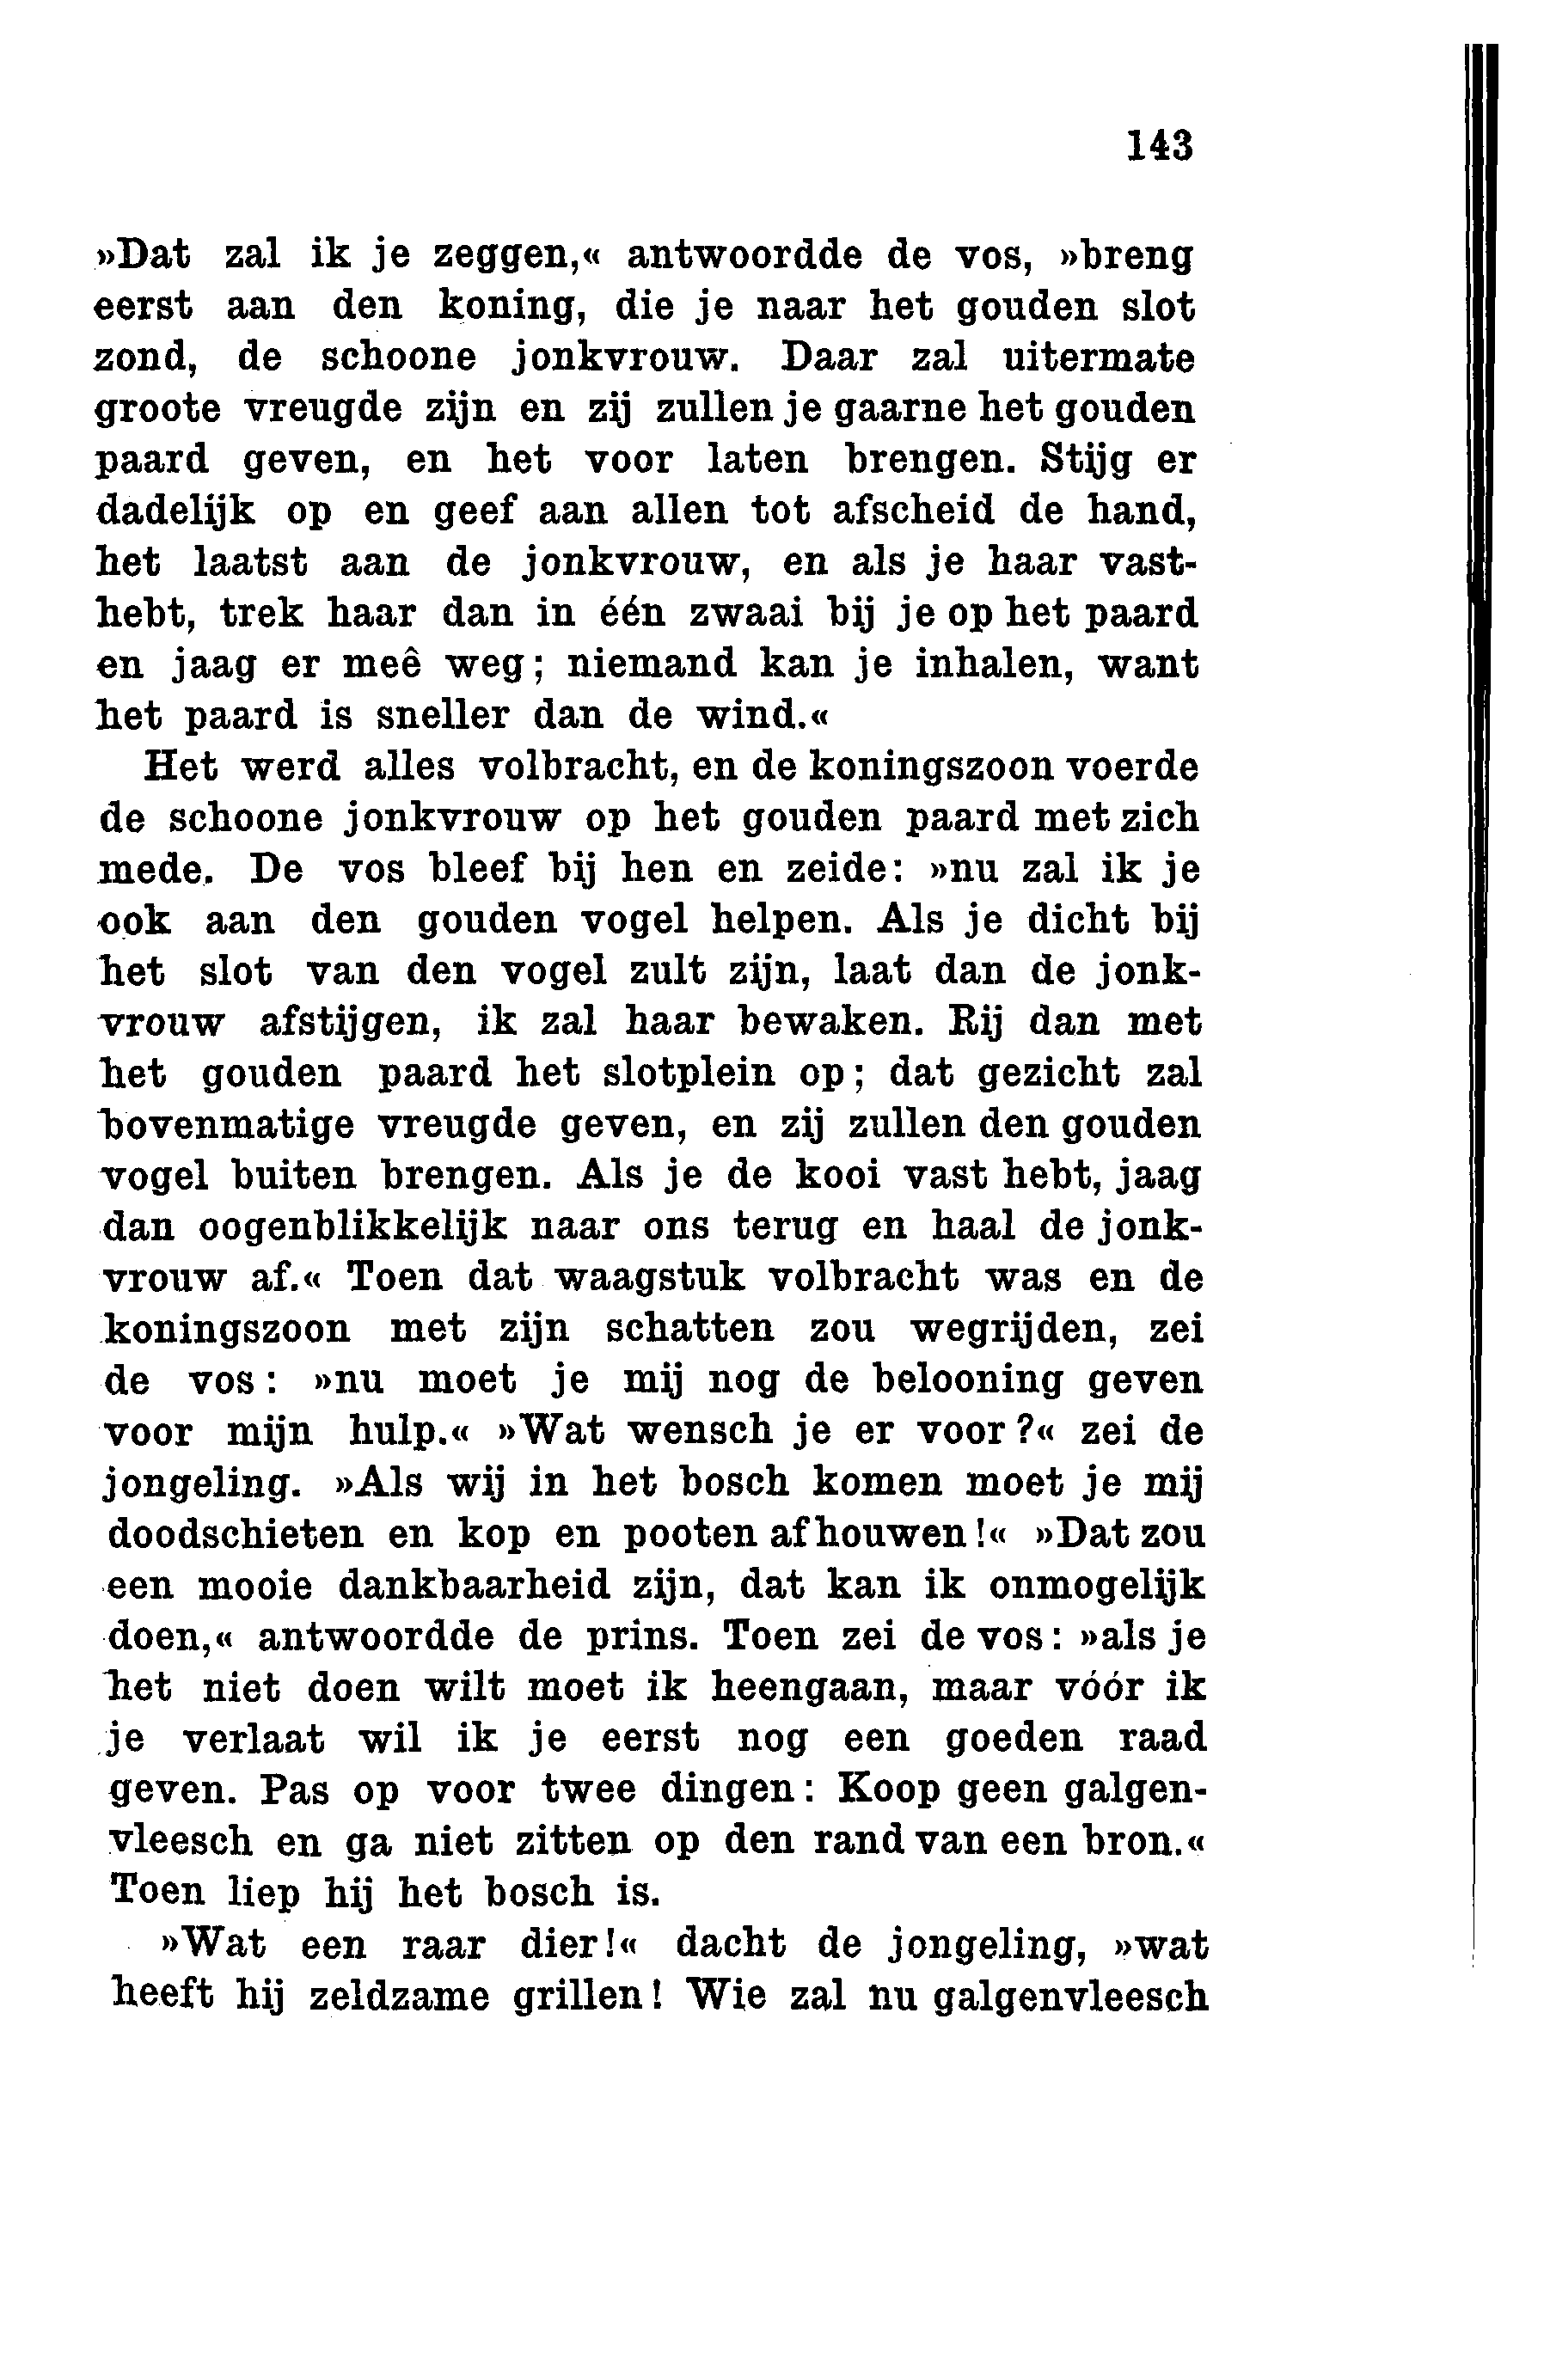 143
»Dat zal ik je zeggen,« antwoordde de vos, »breng
eerst aan den koning, die je naar het gouden slot
zond, de schoone jonkvrouw. Daar zal uitermate
groote vreugde zijn en zij zullen je gaarne het gouden
paard geven, en het voor laten brengen. Stijg er
dadelijk op en geef aan allen tot afscheid de hand,
het laatst aan de jonkvrouw, en als je haar vast-
hebt, trek haar dan in één zwaai bij je op het paard
en jaag er meê weg; niemand kan je inhalen, want
het paard is sneller dan de wind.«
Het werd alles volbracht, en de koningszoon voerde
de schoone jonkvrouw op het gouden paard met zich
mede. De vos bleef bij hen en zeide: »nu zal ik je
ook aan den gouden vogel helpen. Als je dicht bij
het slot van den vogel zult zijn, laat dan de jonk-
vrouw afstijgen, ik zal haar bewaken. Rij dan met
het gouden paard het slotplein op; dat gezicht zal
bovenmatige vreugde geven, en zij zullen den gouden
vogel buiten brengen. Als je de kooi vast hebt, jaag
dan oogenblikkelijk naar ons terug en haal de jonk-
vrouw af.« Toen dat waagstuk volbracht was en de
koningszoon met zijn schatten zou wegrijden, zei
de vos: »nu moet je mij nog de belooning geven
voor mijn hulp.« »Wat wensch je er voor?« zei de
jongeling. »Als wij in het bosch komen moet je mij
doodschieten en kop en pooten afhouwen!« »Dat zou
een mooie dankbaarheid zijn, dat kan ik onmogelijk
doen,« antwoordde de prins. Toen zei de vos: »als je
het niet doen wilt moet ik heengaan, maar vóór ik
je verlaat wil ik je eerst nog een goeden raad
geven. Pas op voor twee dingen: Koop geen galgen-
vleesch en ga niet zitten op den rand van een bron.«
Toen liep hij het bosch is.
»Wat een raar dier!« dacht de jongeling, »wat
heeft hij zeldzame grillen! Wie zal nu galgenvleesch